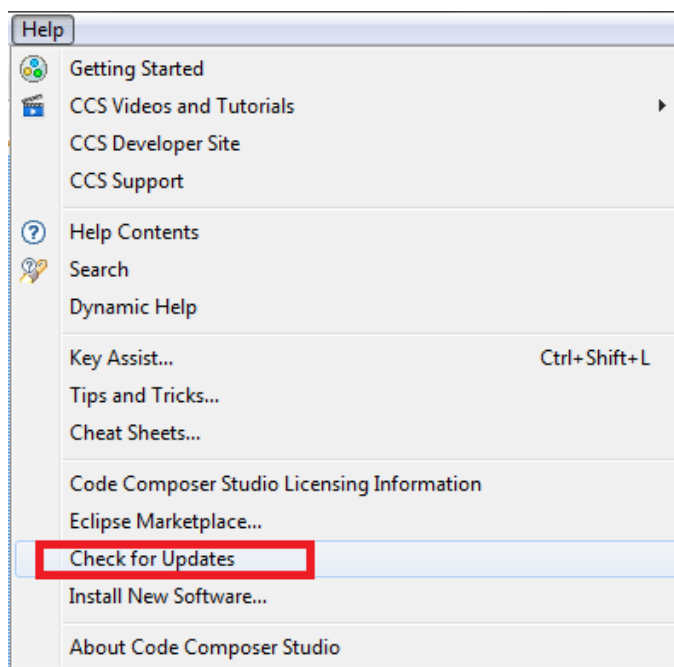 Help
Getting Started
CCS Videos and Tutorials
CCS Developer Site
CCS Support
Help Contents
Search
Dynamic Help
Key Assist... Ctrl+Shift+L
Tips and Tricks...
Cheat Sheets...
Code Composer Studio Licensing Information
Eclipse Marketplace...
Check for Updates
Install New Software...
About Code Composer Studio